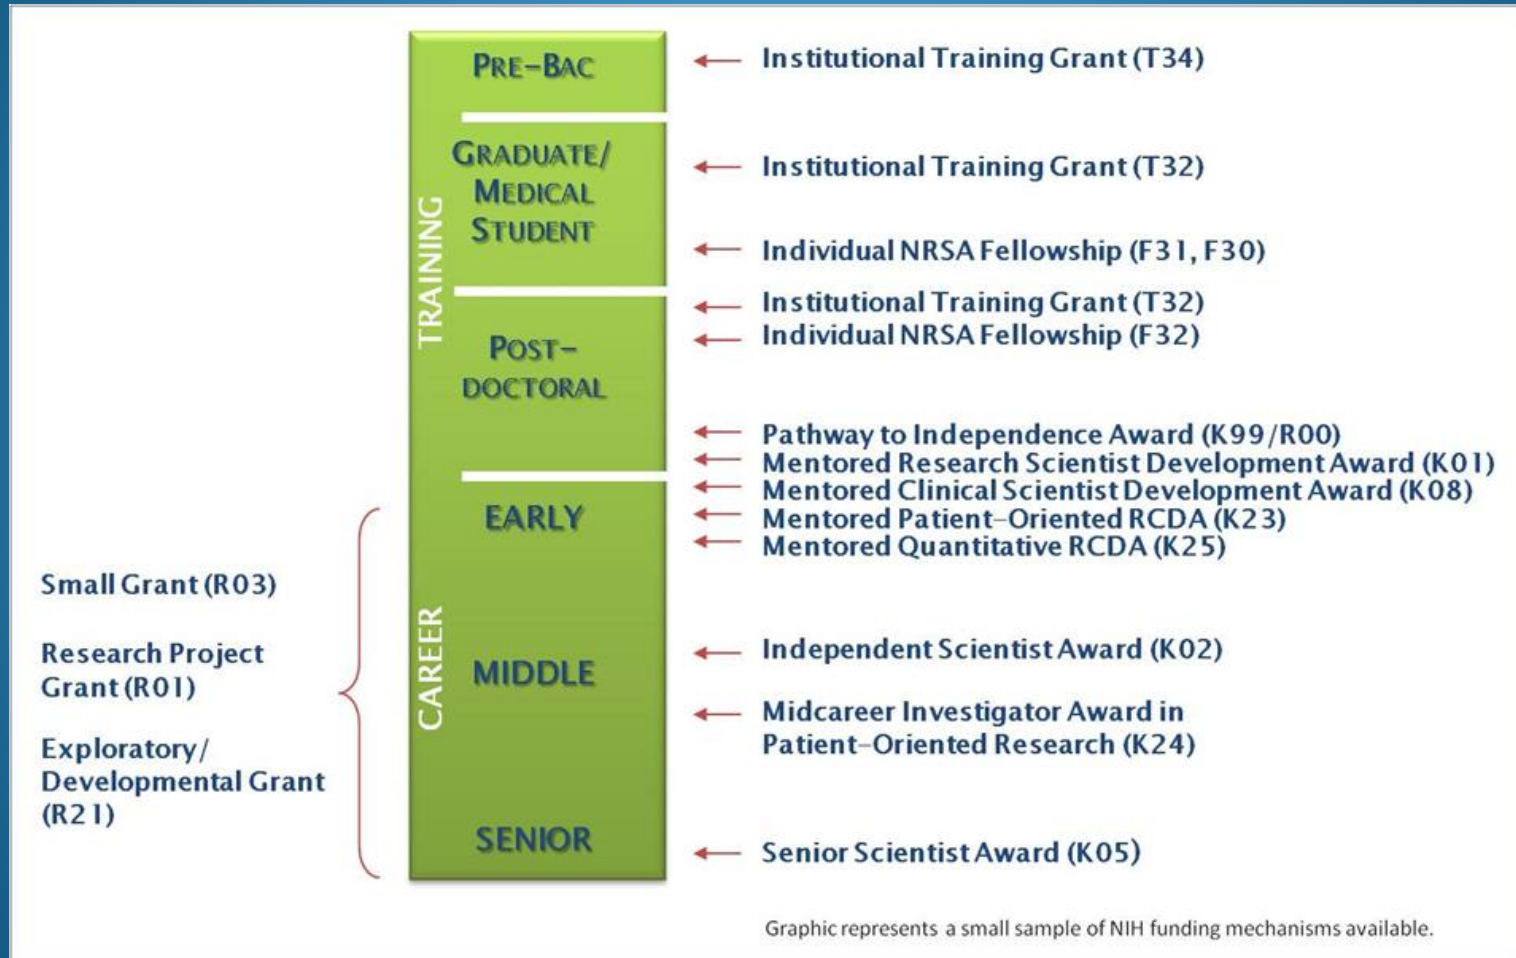 PRE-BAC
GRADUATE/
MEDICAL
STUDENT
POST-
DOCTORAL
TRAINING
EARLY
MIDDLE
SENIOR
CAREER
Institutional Training Grant (T34)
Institutional Training Grant (T32)
Individual NRSA Fellowship (F31, F30)
Institutional Training Grant (T32)
Individual NRSA Fellowship (F32)
Pathway to Independence Award (K99/R00)
Mentored Research Scientist Development Award (K01)
Mentored Clinical Scientist Development Award (K08)
Mentored Patient-Oriented RCDA (K23)
Mentored Quantitative RCDA (K25)
Independent Scientist Award (K02)
Midcareer Investigator Award in
Patient-Oriented Research (K24)
Senior Scientist Award (K05)
Small Grant (R03)
Research Project
Grant (R01)
Exploratory/
Developmental Grant
(R21)
Graphic represents a small sample of NIH funding mechanisms available.